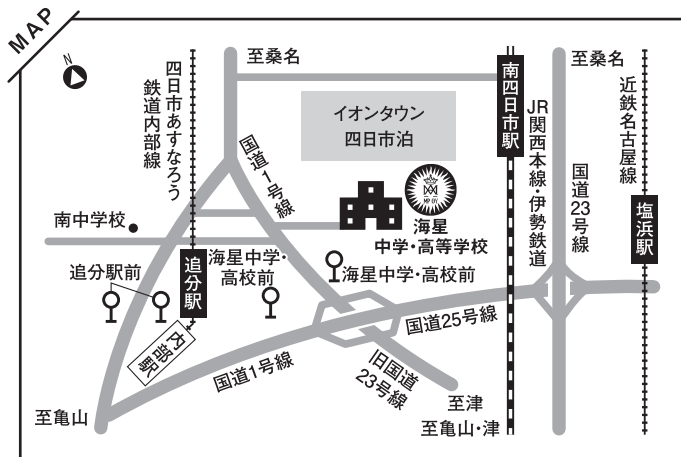 MAP
N
至桑名
至桑名
四日市あすなろう
鉄道内部線
イオンタウン
四日市泊
南四日市駅
JR関西本線・伊勢鉄道
国道23号線
近鉄名古屋線
塩浜駅
国道1号線
海星
中学・高等学校
南中学校
追分駅前
追分駅
海星中学・
高校前
海星中学・高校前
内部駅
国道1号線
国道25号線
旧国道
23号線
至亀山
至津
至亀山・津